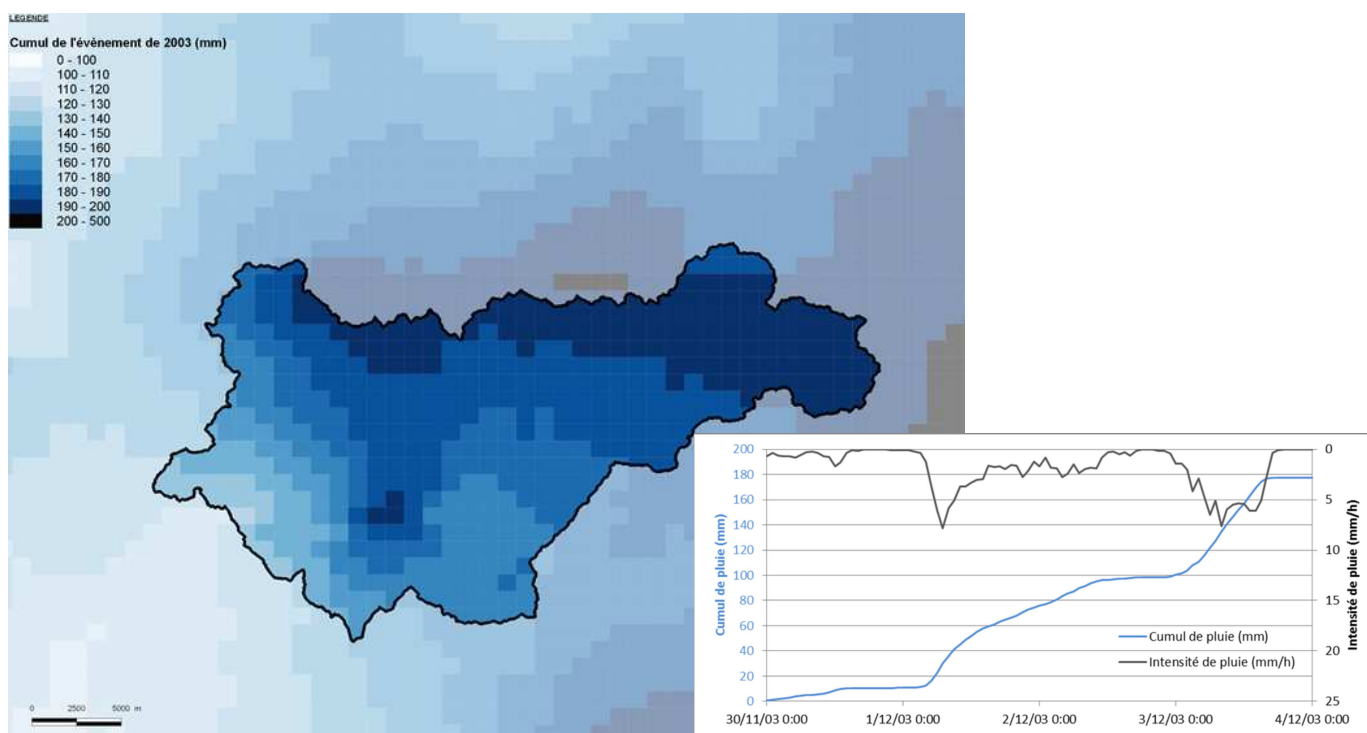 LEGENDE
Cumul de l'évènement de 2003 (mm)
0 - 100
100 - 110
110 - 120
120 - 130
130 - 140
140 - 150
150 - 160
160 - 170
170 - 180
180 - 190
190 - 200
200 - 500
0 2500 5000 m
Cumul de pluie (mm)
200
180
160
140
120
100
80
60
40
20
0
0
5
10
15
20
25
Intensité de pluie (mm/h)
Cumul de pluie (mm)
Intensité de pluie (mm/h)
30/11/03 0:00 1/12/03 0:00 2/12/03 0:00 3/12/03 0:00 4/12/03 0:00